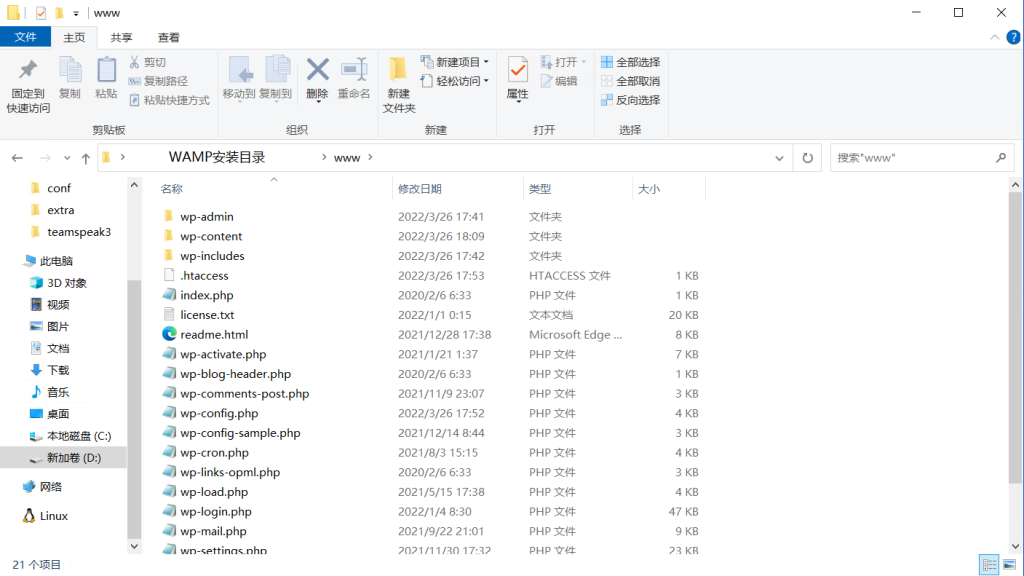 www
文件 主页 共享 查看
固定到快速访问
复制
粘贴
剪切
复制路径
粘贴快捷方式
剪贴板
移动到
复制到
删除
重命名
组织
新建文件夹
新建项目
轻松访问
新建
属性
打开
编辑
打开
全部选择
全部取消
反向选择
选择
WAMP安装目录 > www >
搜索"www"
conf
extra
teamspeak3
此电脑
3D 对象
视频
图片
文档
下载
音乐
桌面
本地磁盘 (C:)
新加卷 (D:)
网络
Linux
名称 修改日期 类型 大小
wp-admin 2022/3/26 17:41 文件夹
wp-content 2022/3/26 18:09 文件夹
wp-includes 2022/3/26 17:42 文件夹
.htaccess 2022/3/26 17:53 HTACCESS 文件 1 KB
index.php 2020/2/6 6:33 PHP 文件 1 KB
license.txt 2022/1/1 0:15 文本文档 20 KB
readme.html 2021/12/28 17:38 Microsoft Edge ... 8 KB
wp-activate.php 2021/1/21 1:37 PHP 文件 7 KB
wp-blog-header.php 2020/2/6 6:33 PHP 文件 1 KB
wp-comments-post.php 2021/11/9 23:07 PHP 文件 3 KB
wp-config.php 2022/3/26 17:52 PHP 文件 4 KB
wp-config-sample.php 2021/12/14 8:44 PHP 文件 3 KB
wp-cron.php 2021/8/3 15:15 PHP 文件 4 KB
wp-links-opml.php 2020/2/6 6:33 PHP 文件 3 KB
wp-load.php 2021/5/15 17:38 PHP 文件 4 KB
wp-login.php 2022/1/4 8:30 PHP 文件 47 KB
wp-mail.php 2021/9/22 21:01 PHP 文件 9 KB
wp-settings.php 2021/11/30 17:32 PHP 文件 23 KB
21 个项目